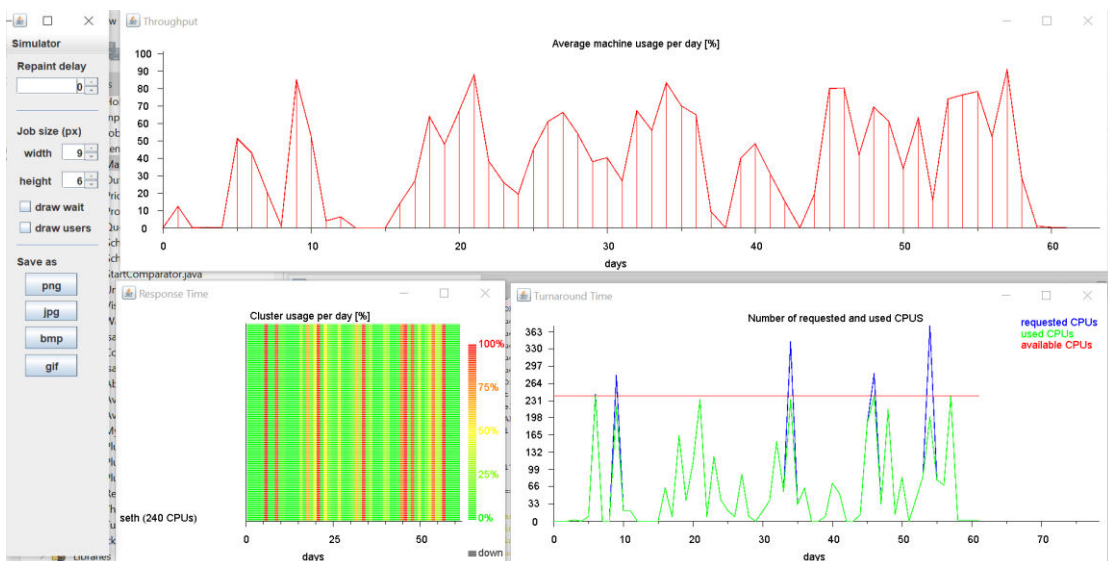 Throughput
Simulator
Repaint delay
0
Job size (px)
width 9
height 6
draw wait
draw users
Save as
png
jpg
bmp
gif
Average machine usage per day [%]
100
90
80
70
60
50
40
30
20
10
0
0 10 20 30 40 50 60
days
StartComparator.java
Libraries
Response Time
Cluster usage per day [%]
100%
75%
50%
25%
0%
seth (240 CPUs)
0 50
down
days
Turnaround Time
Number of requested and used CPUS
requested CPUs
used CPUs
available CPUs
363
330
297
264
231
198
165
132
99
66
33
0
0 10 20 30 40 50 60 70
days